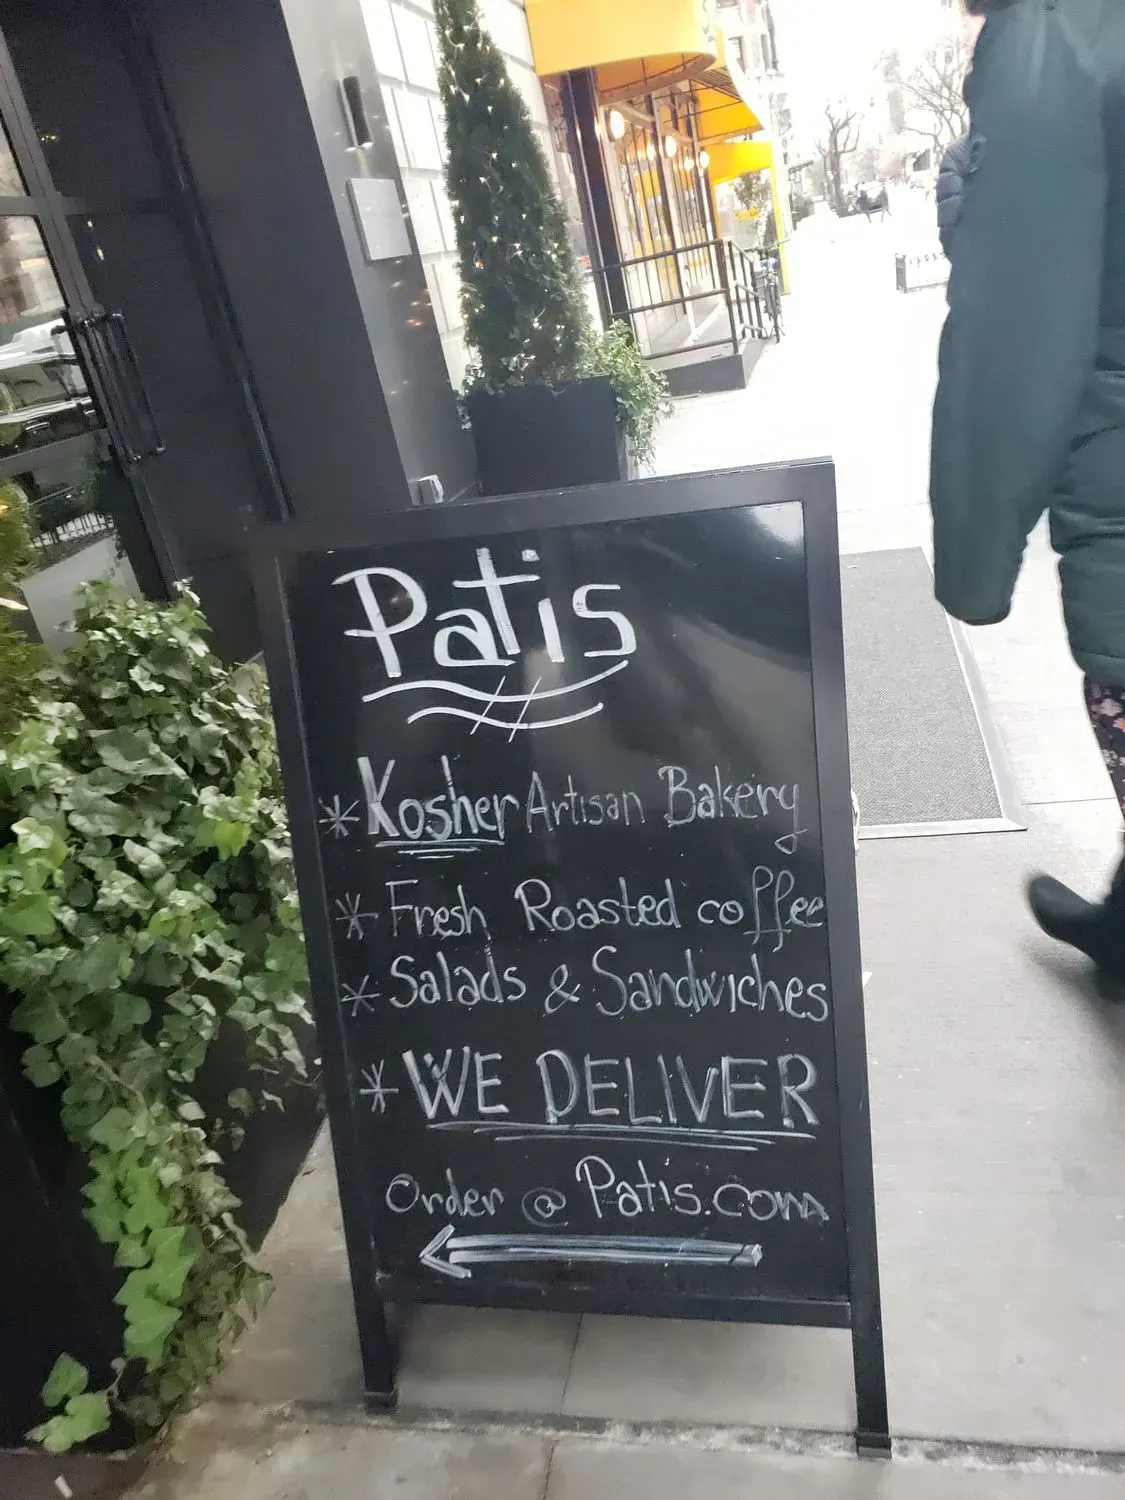 Patis
* Kosher Artisan Bakery
* Fresh Roasted coffee
* Salads & Sandwiches
* WE DELIVER
Order @ Patis.com